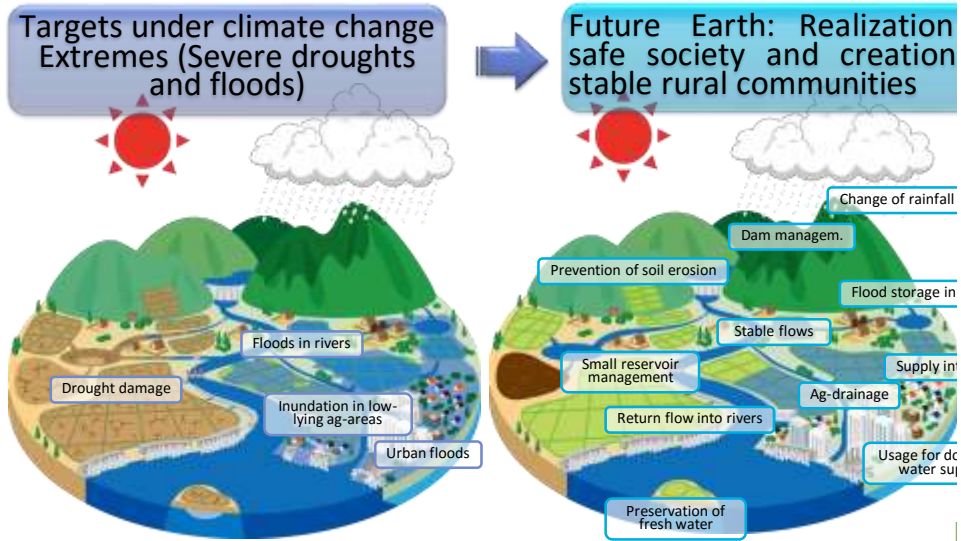 Targets under climate change
Extremes (Severe droughts
and floods)
Future Earth: Realization
safe society and creation
stable rural communities
Floods in rivers
Drought damage
Inundation in low-
lying ag-areas
Urban floods
Change of rainfall
Dam managem.
Prevention of soil erosion
Flood storage in
Stable flows
Small reservoir
management
Supply int
Ag-drainage
Return flow into rivers
Usage for do
water sup
Preservation of
fresh water